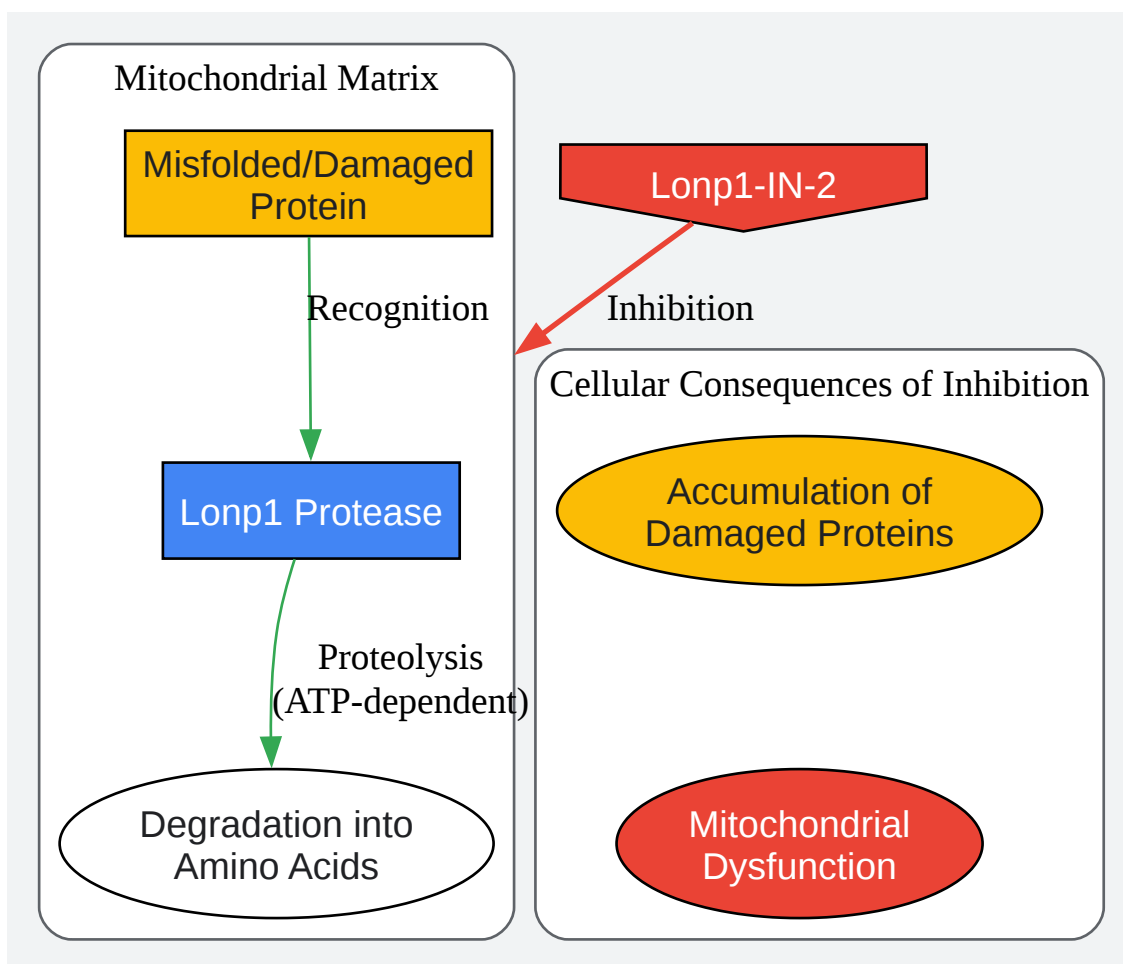 Mitochondrial Matrix
Misfolded/Damaged
Protein
Lonp1-IN-2
Recognition
Inhibition
Cellular Consequences of Inhibition
Lonp1 Protease
Accumulation of
Damaged Proteins
Proteolysis
(ATP-dependent)
Degradation into
Amino Acids
Mitochondrial
Dysfunction